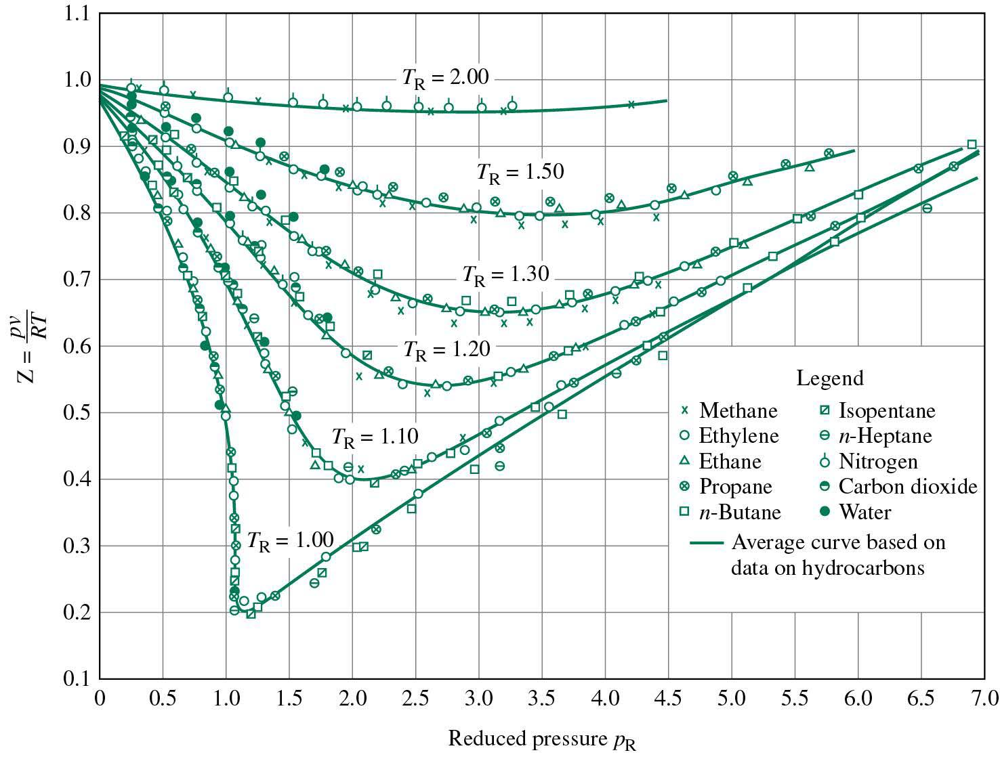 1.1
1.0
0.9
0.8
0.7
0.6
0.5
0.4
0.3
0.2
0.1
Z = pv/RT
T_R = 2.00
T_R = 1.50
T_R = 1.30
T_R = 1.20
T_R = 1.10
T_R = 1.00
Legend
Methane
Ethylene
Ethane
Propane
n-Butane
Isopentane
n-Heptane
Nitrogen
Carbon dioxide
Water
Average curve based on
data on hydrocarbons
0 0.5 1.0 1.5 2.0 2.5 3.0 3.5 4.0 4.5 5.0 5.5 6.0 6.5 7.0
Reduced pressure p_R